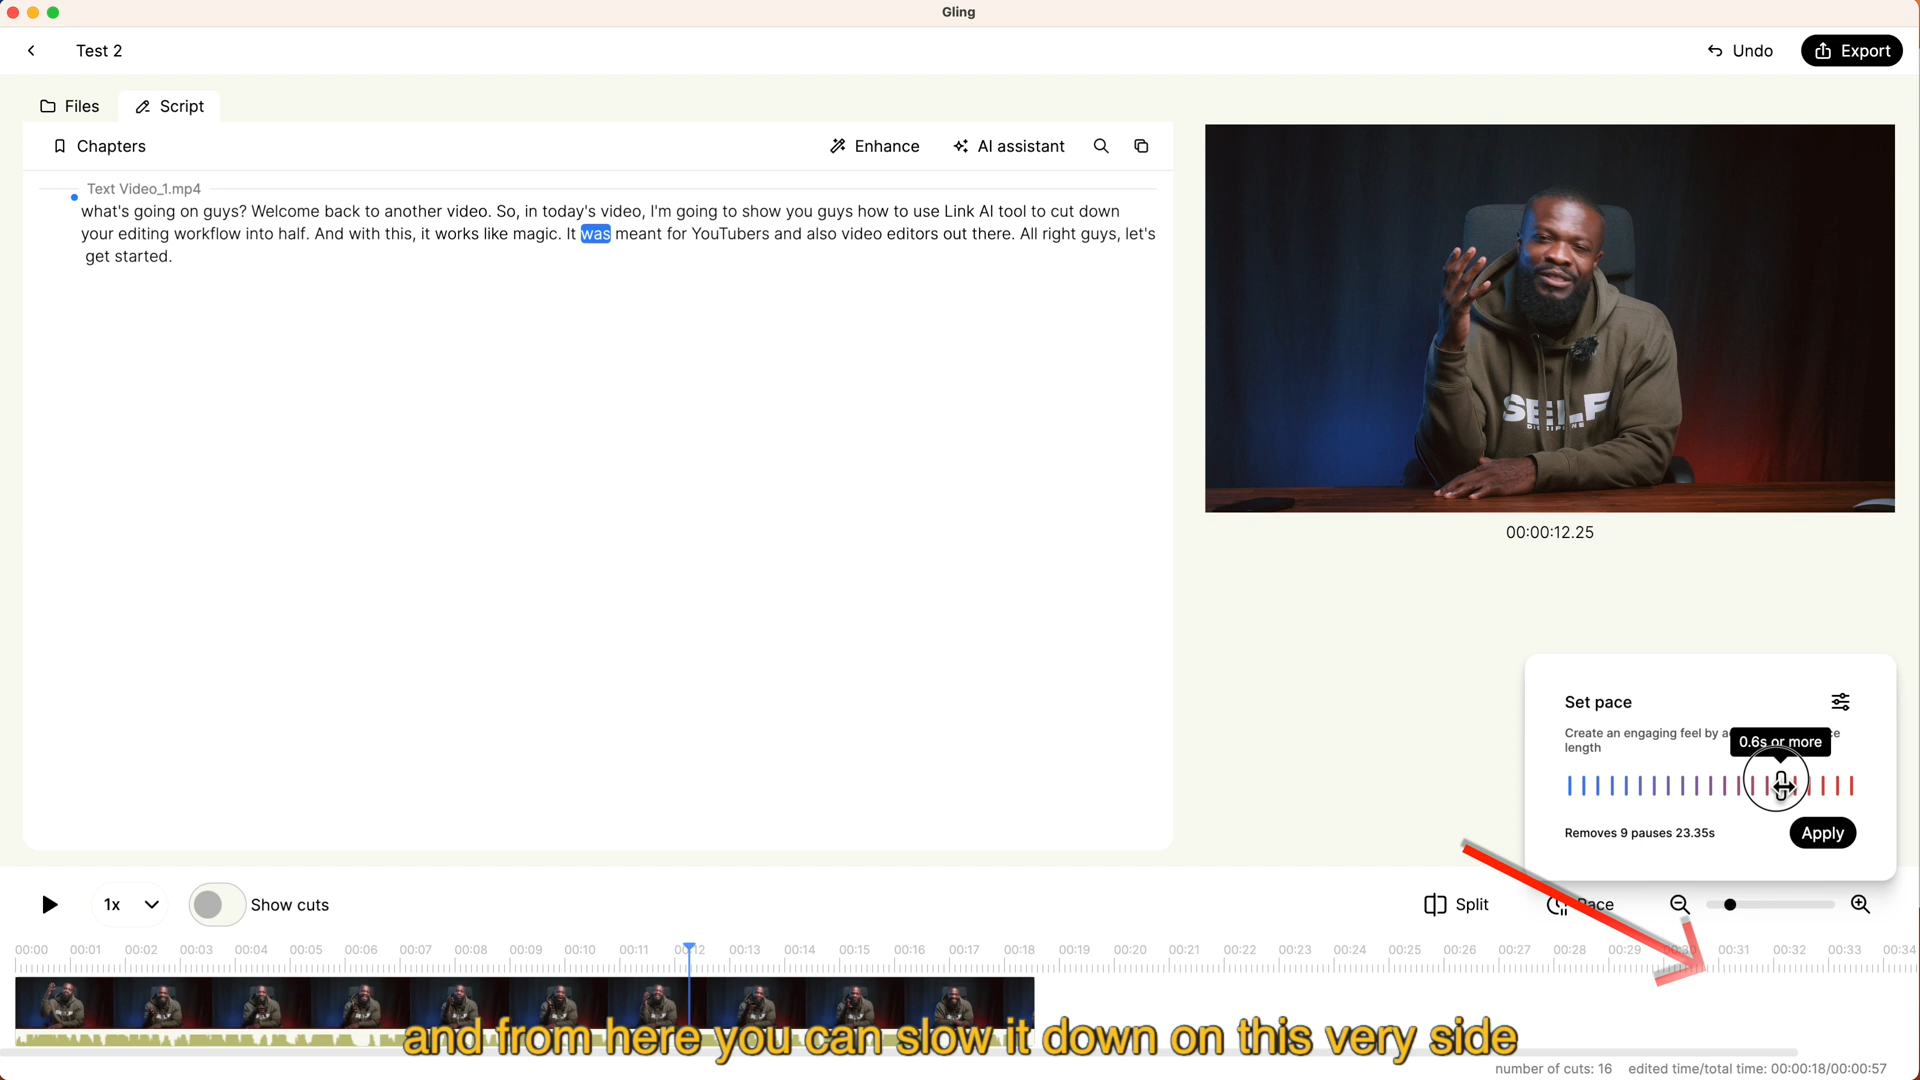 Gling
Test 2
Undo
Export
Files
Script
Chapters
Enhance
AI assistant
Text Video_1.mp4
what's going on guys? Welcome back to another video. So, in today's video, I'm going to show you guys how to use Link AI tool to cut down
your editing workflow into half. And with this, it works like magic. It was meant for YouTubers and also video editors out there. All right guys, let's
get started.
SELF
DISCIPLINE
00:00:12.25
Set pace
Create an engaging feel by
length
0.6s or more
Removes 9 pauses 23.35s
Apply
1x
Show cuts
Split
Pace
00:00 00:01 00:02 00:03 00:04 00:05 00:06 00:07 00:08 00:09 00:10 00:11 00:12 00:13 00:14 00:15 00:16 00:17 00:18 00:19 00:20 00:21 00:22 00:23 00:24 00:25 00:26 00:27 00:28 00:29 00:30 00:31 00:32 00:33 00:34
and from here you can slow it down on this very side
number of cuts: 16 edited time/total time: 00:00:18/00:00:57